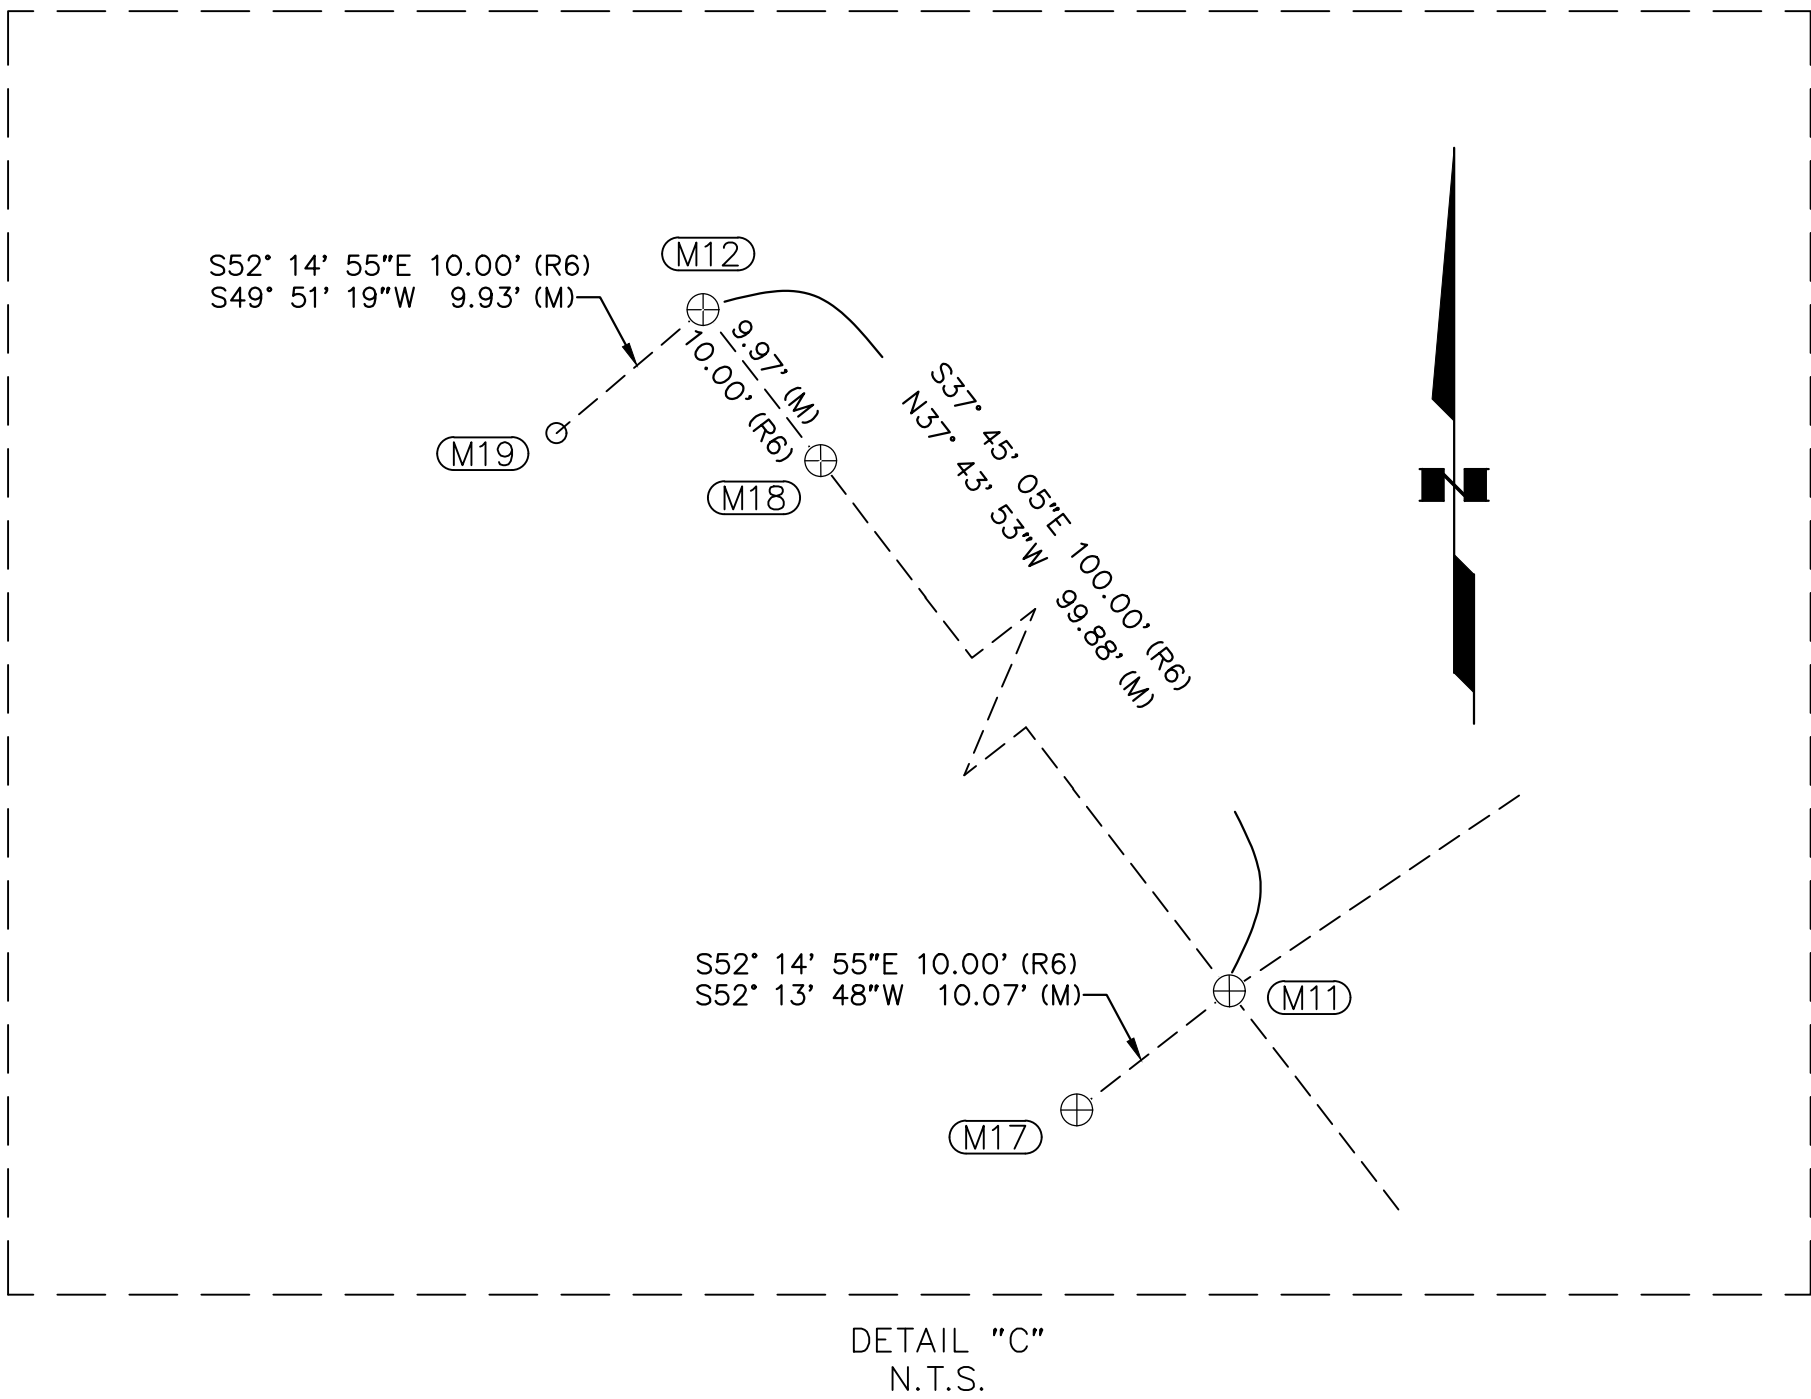 M12
S52° 14' 55"E 10.00' (R6)
S49° 51' 19"W 9.93' (M)
9.97' (M)
10.00' (R6)
M19
M18
S37° 45' 05"E 100.00' (R6)
N37° 43' 53"W 99.88' (M)
N
S52° 14' 55"E 10.00' (R6)
S52° 13' 48"W 10.07' (M)
M11
M17
DETAIL "C"
N.T.S.